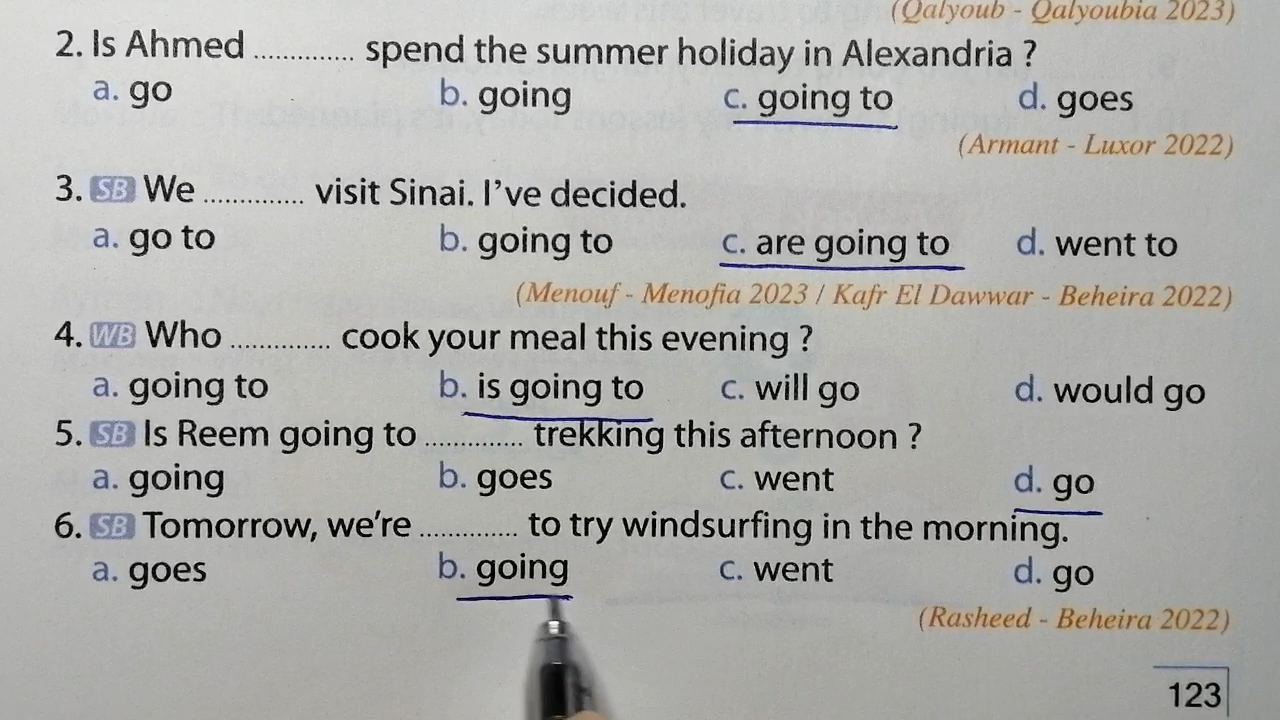 (Qalyoub - Qalyoubia 2023)
2. Is Ahmed .............. spend the summer holiday in Alexandria ?
a. go b. going c. going to d. goes
(Armant - Luxor 2022)
3. SB We .............. visit Sinai. I've decided.
a. go to b. going to c. are going to d. went to
(Menouf - Menofia 2023 / Kafr El Dawwar - Beheira 2022)
4. WB Who .............. cook your meal this evening ?
a. going to b. is going to c. will go d. would go
5. SB Is Reem going to .............. trekking this afternoon ?
a. going b. goes c. went d. go
6. SB Tomorrow, we're .............. to try windsurfing in the morning.
a. goes b. going c. went d. go
(Rasheed - Beheira 2022)
123